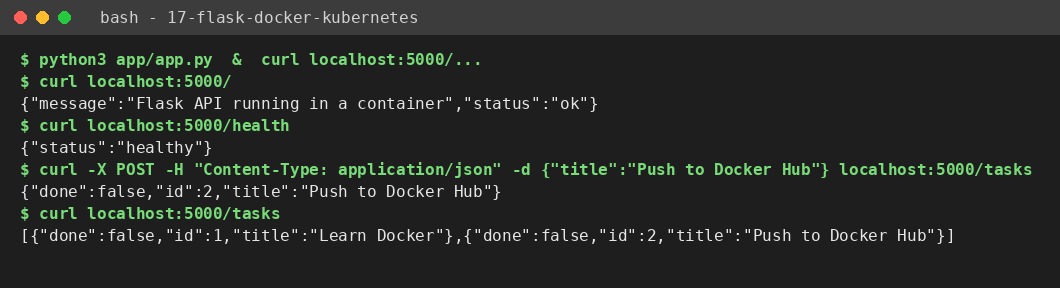 bash - 17-flask-docker-kubernetes
$ python3 app/app.py  &  curl localhost:5000/...
$ curl localhost:5000/
{"message":"Flask API running in a container","status":"ok"}
$ curl localhost:5000/health
{"status":"healthy"}
$ curl -X POST -H "Content-Type: application/json" -d {"title":"Push to Docker Hub"} localhost:5000/tasks
{"done":false,"id":2,"title":"Push to Docker Hub"}
$ curl localhost:5000/tasks
[{"done":false,"id":1,"title":"Learn Docker"},{"done":false,"id":2,"title":"Push to Docker Hub"}]